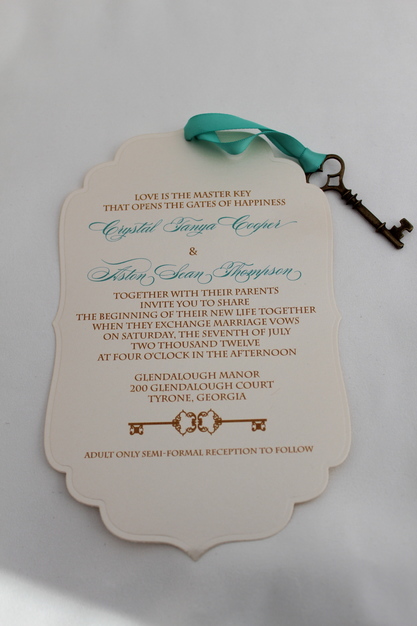 LOVE IS THE MASTER KEY
THAT OPENS THE GATES OF HAPPINESS
Crystal Tanya Cooper
&
Aston Sean Thompson
TOGETHER WITH THEIR PARENTS
INVITE YOU TO SHARE
THE BEGINNING OF THEIR NEW LIFE TOGETHER
WHEN THEY EXCHANGE MARRIAGE VOWS
ON SATURDAY, THE SEVENTH OF JULY
TWO THOUSAND TWELVE
AT FOUR O'CLOCK IN THE AFTERNOON
GLENDALOUGH MANOR
200 GLENDALOUGH COURT
TYRONE, GEORGIA
ADULT ONLY SEMI-FORMAL RECEPTION TO FOLLOW